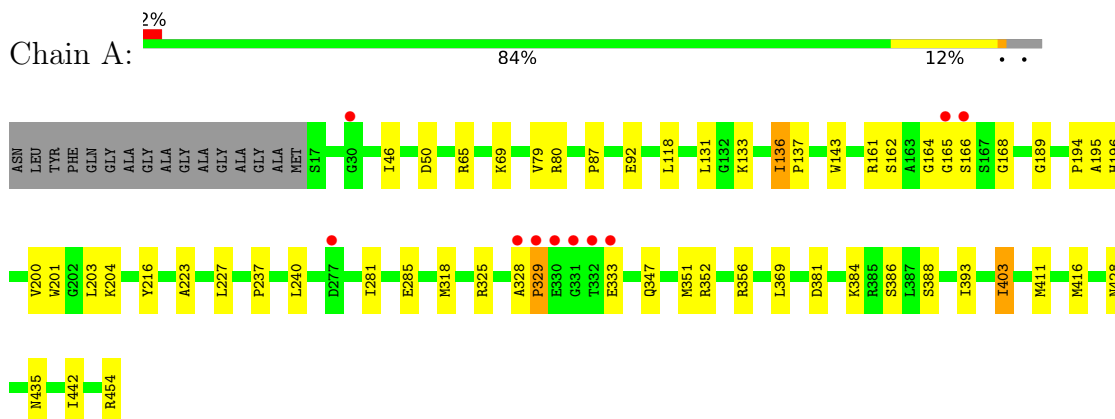 2%
Chain A:
84% 12% • •
ASN LEU TYR PHE GLN GLY ALA GLY ALA GLY ALA GLY ALA GLY ALA MET S17 G30 I46 D50 R65 K69 V79 R80 P87 E92 L118 L131 G132 K133 I136 P137 W143 R161 S162 A163 G164 G165 S166 S167 G168 G189 P194 A195 H196
V200 W201 G202 L203 K204 Y216 A223 L227 P237 L240 D277 I281 E285 M318 R325 A328 P329 E330 G331 T332 E333 Q347 M351 R352 R356 L369 D381 K384 R385 S386 L387 S388 I393 I403 M411 M416 N428
N435 I442 R454